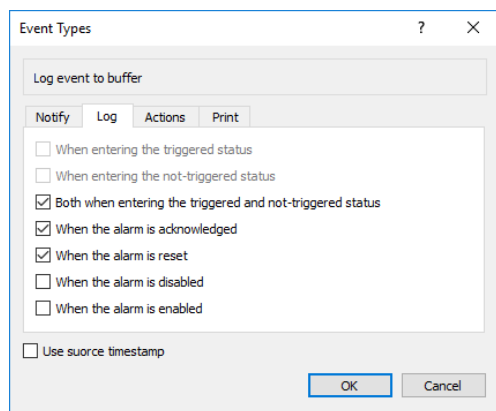 Event Types
?
Log event to buffer
Notify Log Actions Print
When entering the triggered status
When entering the not-triggered status
Both when entering the triggered and not-triggered status
When the alarm is acknowledged
When the alarm is reset
When the alarm is disabled
When the alarm is enabled
Use suorce timestamp
OK Cancel